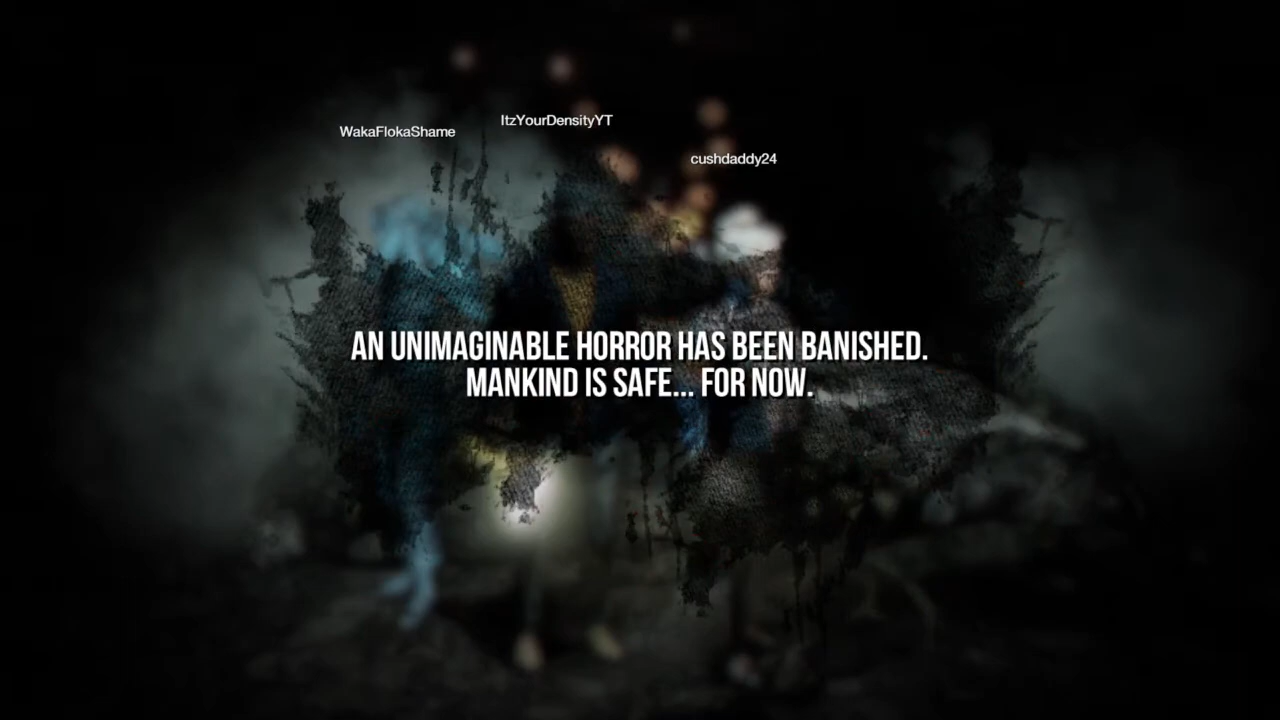 ItzYourDensityYT
WakaFlokaShame
cushdaddy24
AN UNIMAGINABLE HORROR HAS BEEN BANISHED.
MANKIND IS SAFE... FOR NOW.